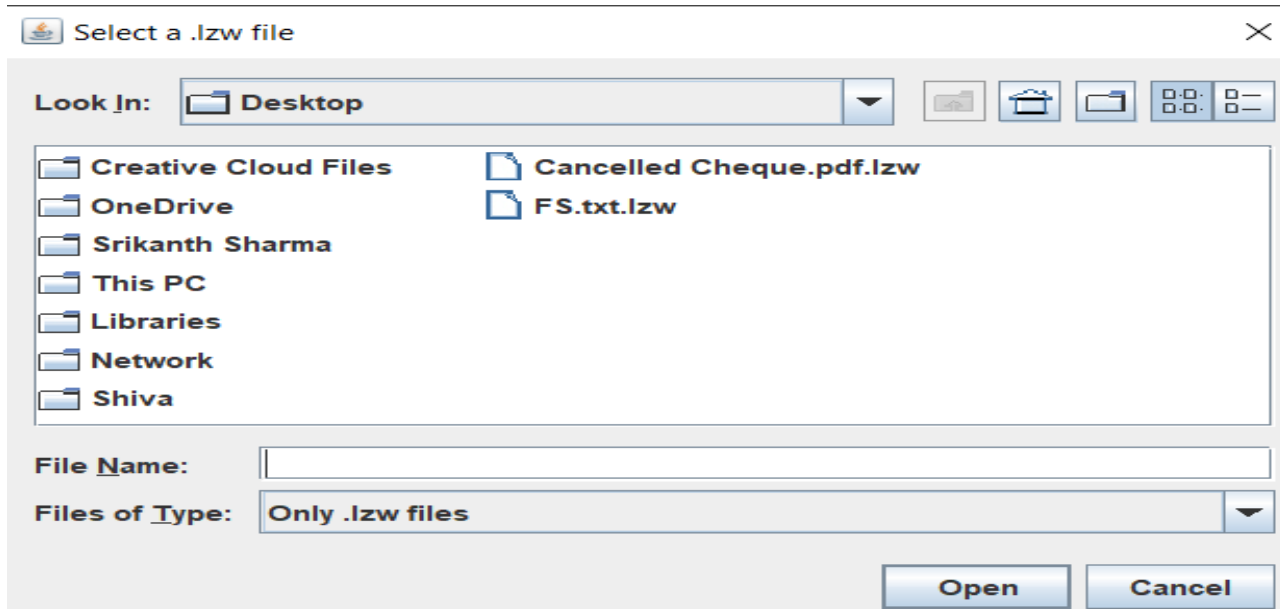 Select a .lzw file
Look In: Desktop
Creative Cloud Files
OneDrive
Srikanth Sharma
This PC
Libraries
Network
Shiva
Cancelled Cheque.pdf.lzw
FS.txt.lzw
File Name:
Files of Type: Only .lzw files
Open Cancel